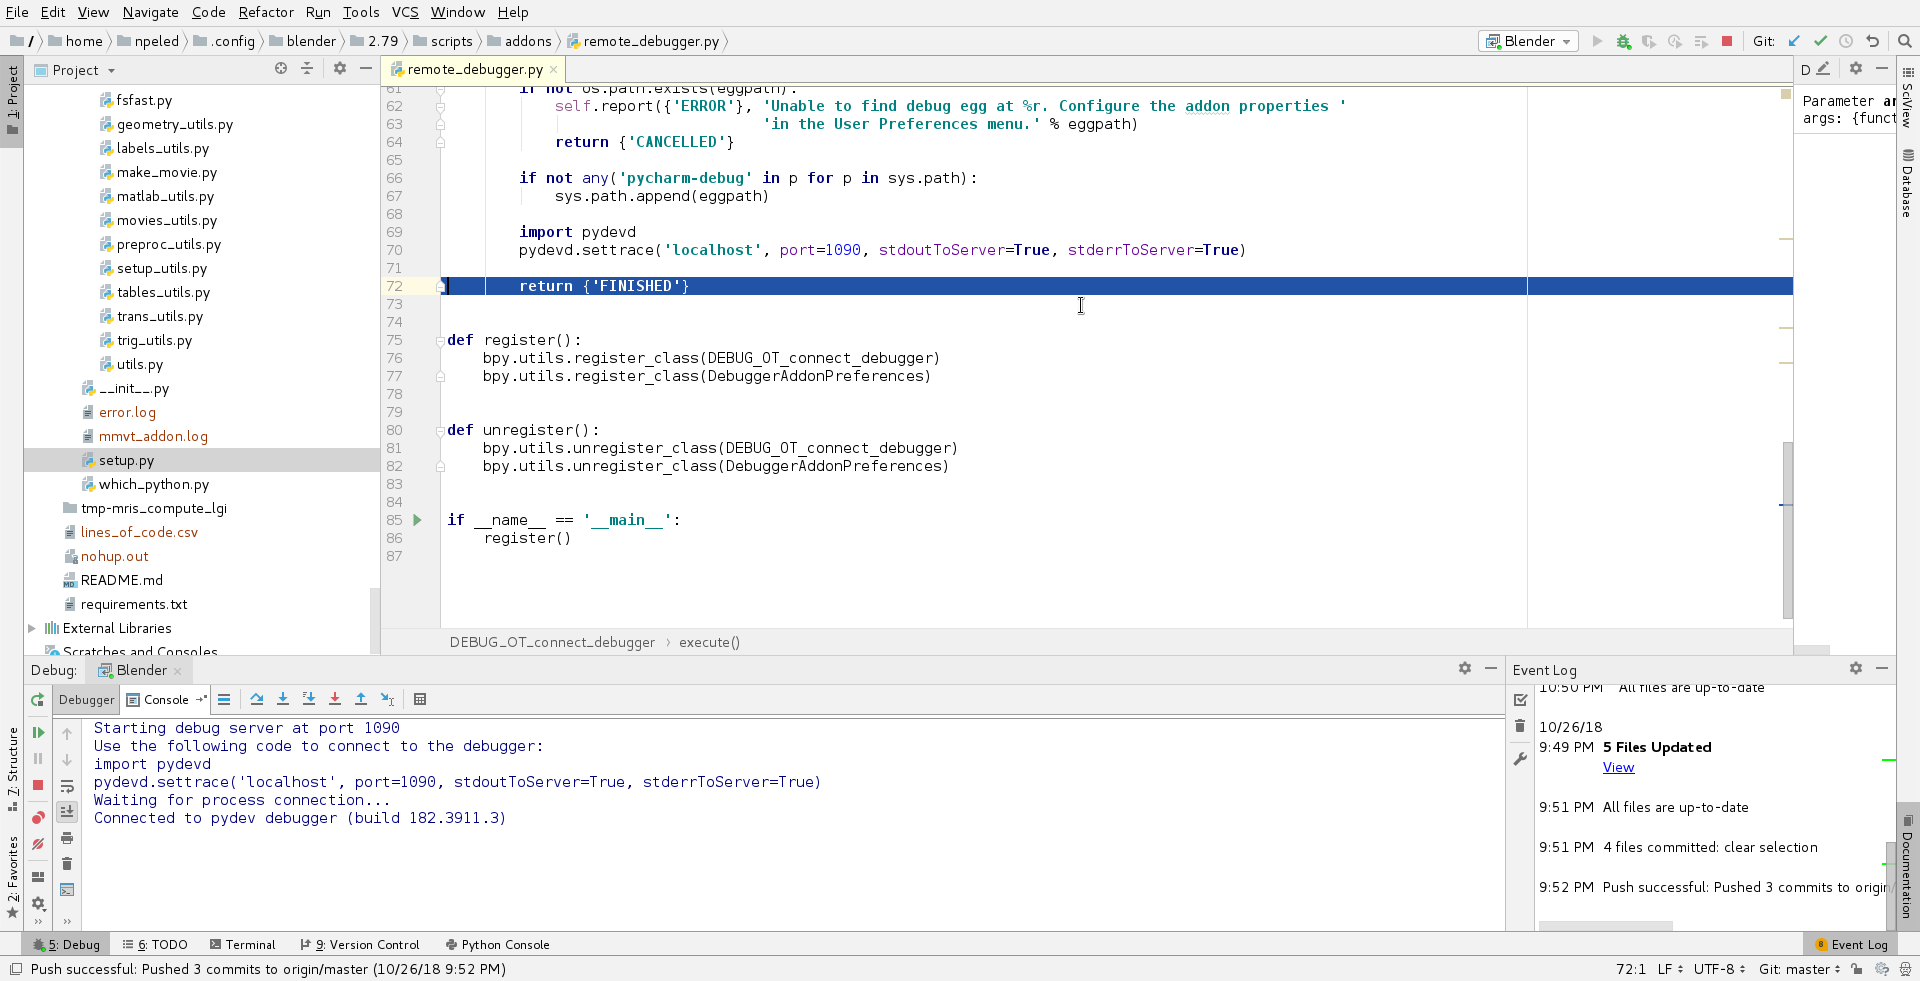 File Edit View Navigate Code Refactor Run Tools VCS Window Help
/ home npeled .config blender 2.79 scripts addons remote_debugger.py Blender Git:
1: Project
Project
remote_debugger.py
fsfast.py
geometry_utils.py
labels_utils.py
make_movie.py
matlab_utils.py
movies_utils.py
preproc_utils.py
setup_utils.py
tables_utils.py
trans_utils.py
trig_utils.py
utils.py
__init__.py
error.log
mmvt_addon.log
setup.py
which_python.py
tmp-mris_compute_lgi
lines_of_code.csv
nohup.out
README.md
requirements.txt
External Libraries
Scratches and Consoles
61 if not os.path.exists(eggpath):
62 self.report({'ERROR'}, 'Unable to find debug egg at %r. Configure the addon properties '
63 'in the User Preferences menu.' % eggpath)
64 return {'CANCELLED'}
65
66 if not any('pycharm-debug' in p for p in sys.path):
67 sys.path.append(eggpath)
68
69 import pydevd
70 pydevd.settrace('localhost', port=1090, stdoutToServer=True, stderrToServer=True)
71
72 return {'FINISHED'}
73
74
75 def register():
76 bpy.utils.register_class(DEBUG_OT_connect_debugger)
77 bpy.utils.register_class(DebuggerAddonPreferences)
78
79
80 def unregister():
81 bpy.utils.unregister_class(DEBUG_OT_connect_debugger)
82 bpy.utils.unregister_class(DebuggerAddonPreferences)
83
84
85 if __name__ == '__main__':
86 register()
87
DEBUG_OT_connect_debugger › execute()
D
Parameter
args: {funct
SciView
Database
Documentation
Debug: Blender
Debugger Console
Starting debug server at port 1090
Use the following code to connect to the debugger:
import pydevd
pydevd.settrace('localhost', port=1090, stdoutToServer=True, stderrToServer=True)
Waiting for process connection...
Connected to pydev debugger (build 182.3911.3)
7: Structure
2: Favorites
Event Log
10:50 PM All files are up-to-date
10/26/18
9:49 PM 5 Files Updated
View
9:51 PM All files are up-to-date
9:51 PM 4 files committed: clear selection
9:52 PM Push successful: Pushed 3 commits to origin/
5: Debug 6: TODO Terminal 9: Version Control Python Console 8 Event Log
Push successful: Pushed 3 commits to origin/master (10/26/18 9:52 PM) 72:1 LF UTF-8 Git: master